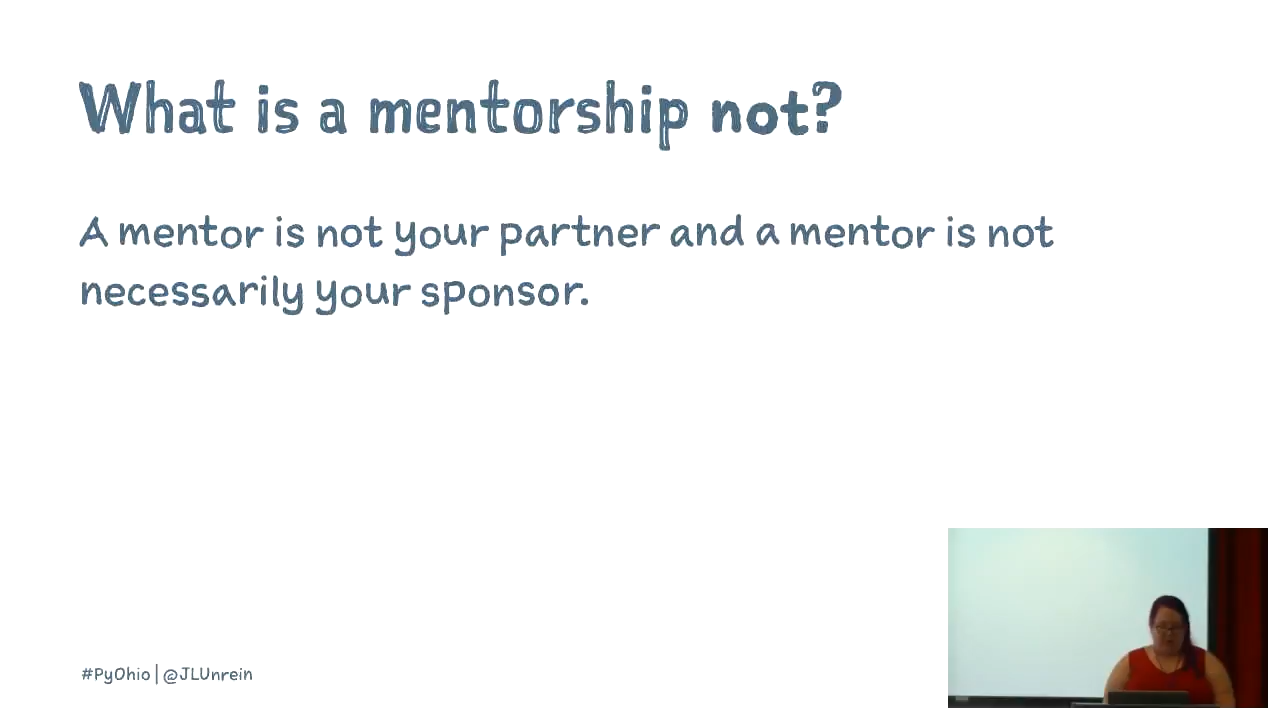 What is a mentorship not?
A mentor is not your partner and a mentor is not
necessarily your sponsor.
#PyOhio | @JLUnrein